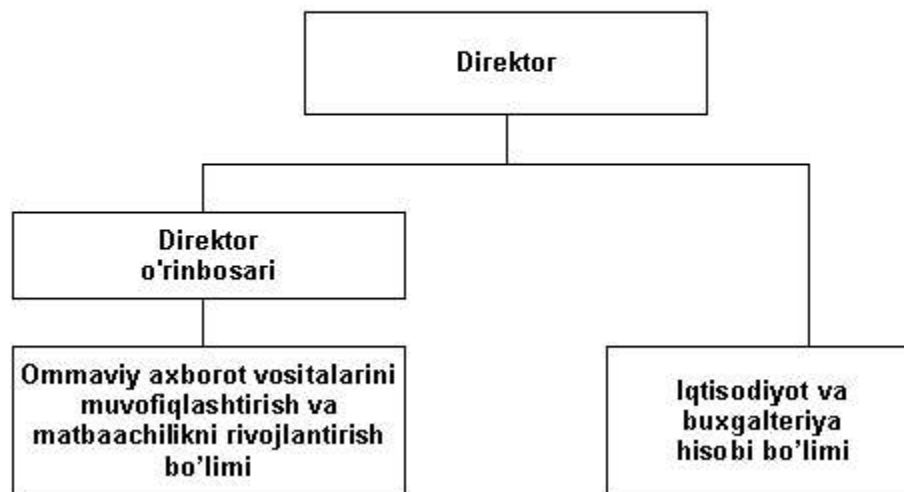 Direktor
Direktor
o'rinbosari
Ommaviy axborot vositalarini
muvofiqlashtirish va
matbaachilikni rivojlantirish
bo’limi
Iqtisodiyot va
buxgalteriya
hisobi bo’limi